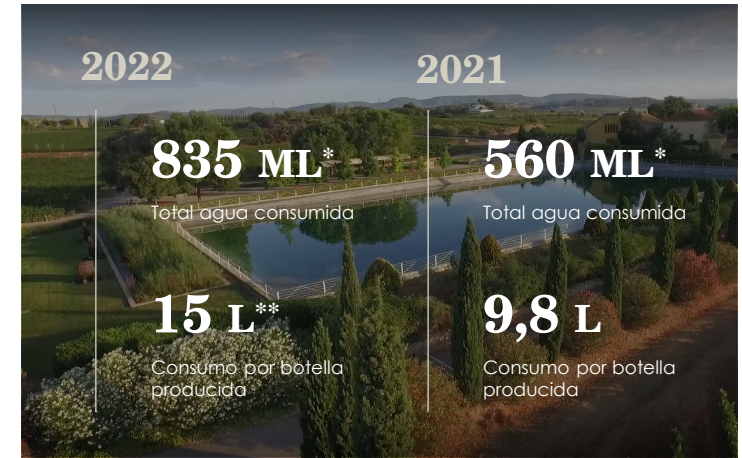 2022
835 ML*
Total agua consumida
15 L**
Consumo por botella
producida
2021
560 ML*
Total agua consumida
9,8 L
Consumo por botella
producida